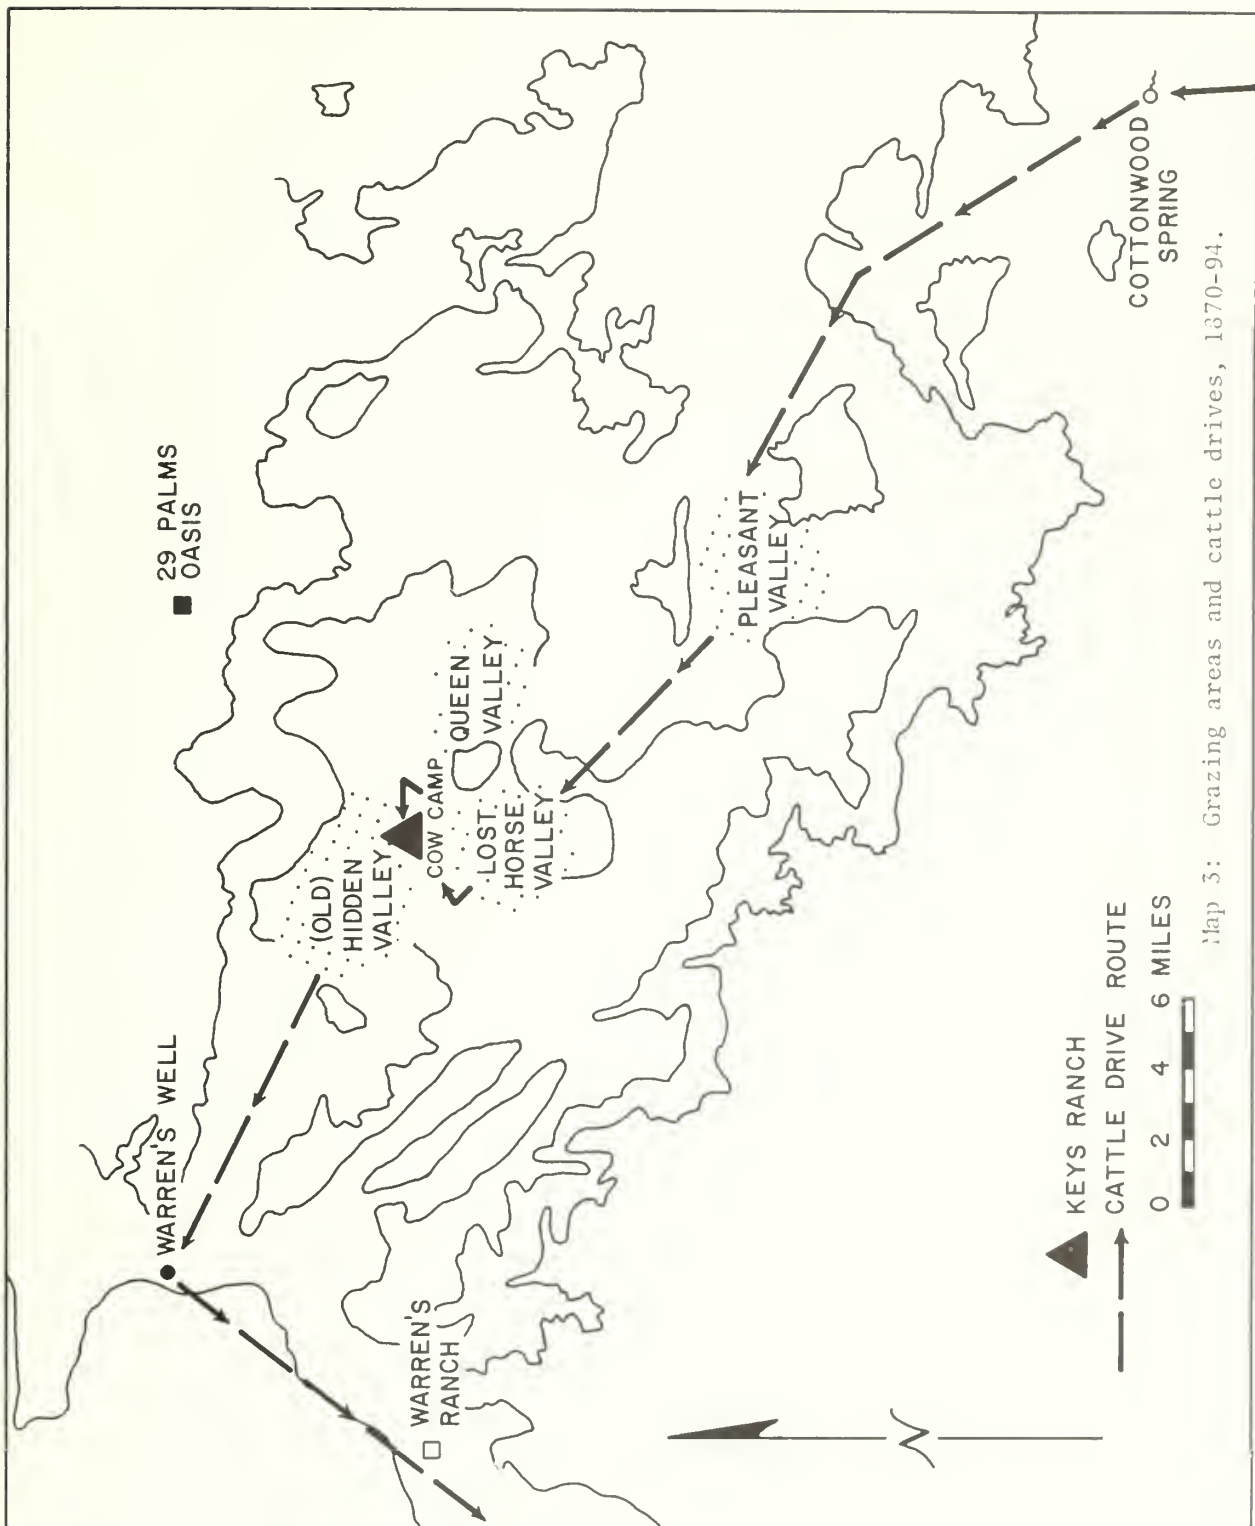 WARREN'S WELL
29 PALMS
OASIS
(OLD)
HIDDEN
VALLEY
COW CAMP
QUEEN
VALLEY
LOST
HORSE
VALLEY
WARREN'S
RANCH
PLEASANT
VALLEY
COTTONWOOD
SPRING
N
KEYS RANCH
CATTLE DRIVE ROUTE
0 2 4 6 MILES
Map 3: Grazing areas and cattle drives, 1870-94.